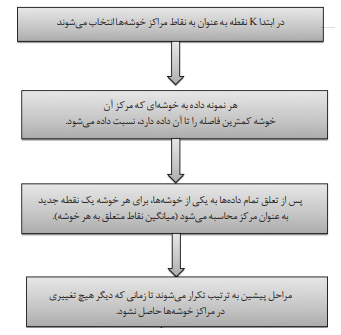 در ابتدا K نقطه به عنوان به نقاط مراکز خوشه‌ها انتخاب می‌شوند
هر نمونه داده به خوشه‌ای که مرکز آن
خوشه کمترین فاصله را تا آن داده دارد، نسبت داده می‌شود.
پس از تعلق تمام داده‌ها به یکی از خوشه‌ها، برای هر خوشه یک نقطه جدید
به عنوان مرکز محاسبه می‌شود (میانگین نقاط متعلق به هر خوشه).
مراحل پیشین به ترتیب تکرار می‌شوند تا زمانی که دیگر هیچ تغییری
در مراکز خوشه‌ها حاصل نشود.